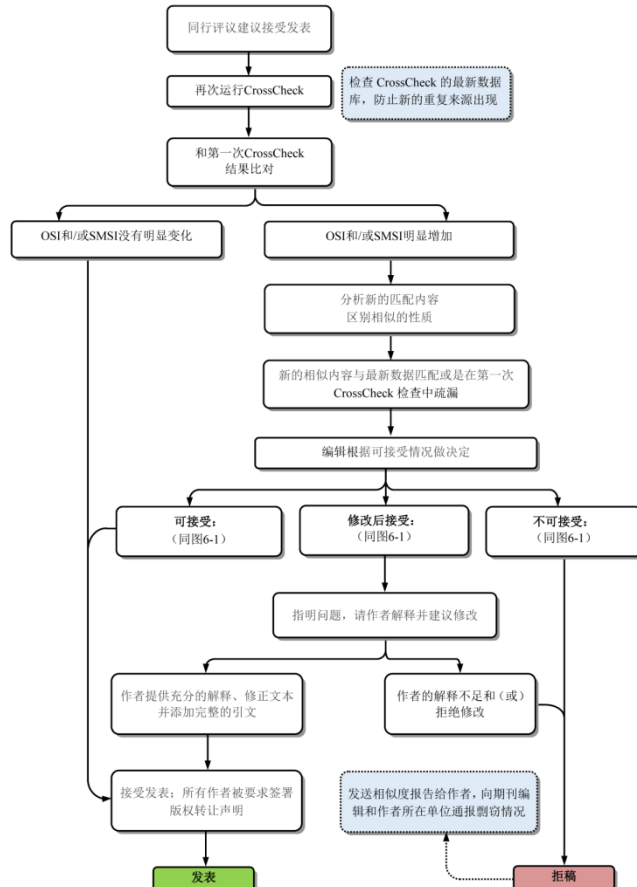 同行评议建议接受发表
再次运行CrossCheck
检查 CrossCheck 的最新数据
库，防止新的重复来源出现
和第一次CrossCheck
结果比对
OSI和/或SMSI没有明显变化
OSI和/或SMSI明显增加
分析新的匹配内容
区别相似的性质
新的相似内容与最新数据匹配或是在第一次
CrossCheck 检查中疏漏
编辑根据可接受情况做决定
可接受：
（同图6-1）
修改后接受：
（同图6-1）
不可接受：
（同图6-1）
指明问题，请作者解释并建议修改
作者提供充分的解释、修正文本
并添加完整的引文
作者的解释不足和（或）
拒绝修改
接受发表；所有作者被要求签署
版权转让声明
发送相似度报告给作者，向期刊编
辑和作者所在单位通报剽窃情况
发表
拒稿